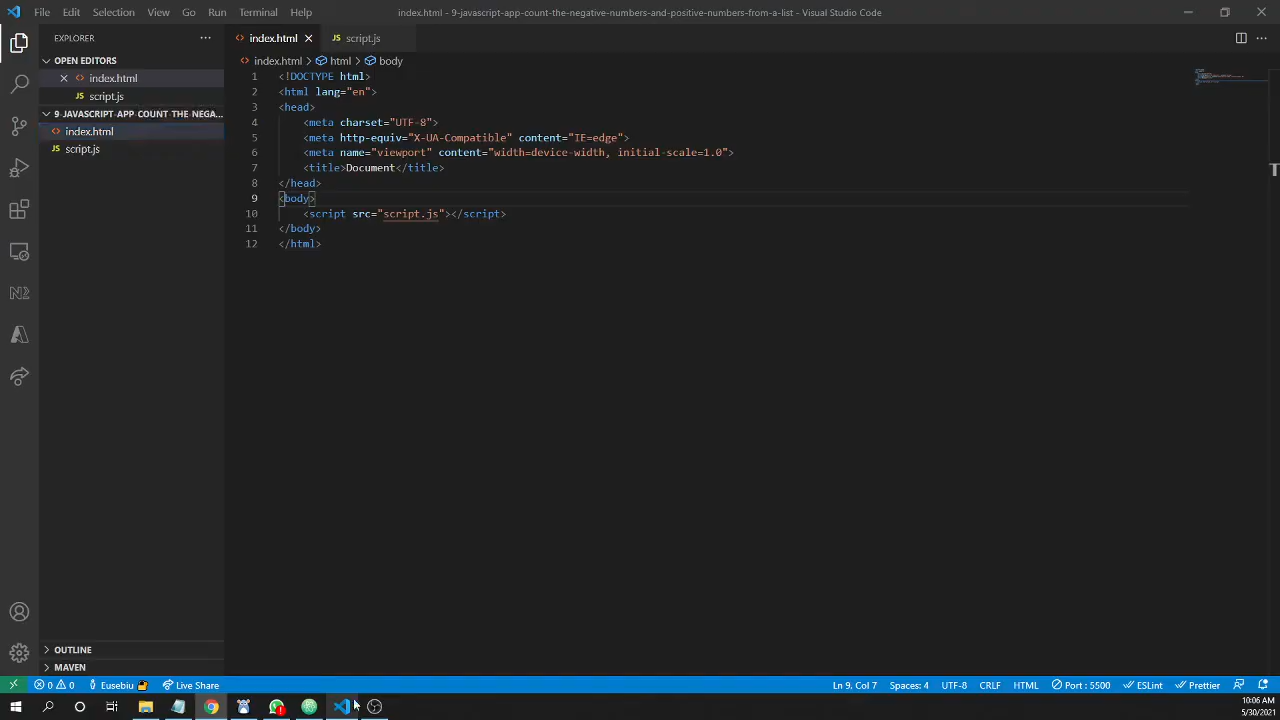 File Edit Selection View Go Run Terminal Help
index.html - 9-javascript-app-count-the-negative-numbers-and-positive-numbers-from-a-list - Visual Studio Code
EXPLORER
OPEN EDITORS
index.html
script.js
9-JAVASCRIPT-APP-COUNT-THE-NEGA...
index.html
script.js
OUTLINE
MAVEN
index.html
script.js
index.html > html > body
1 <!DOCTYPE html>
2 <html lang="en">
3 <head>
4 <meta charset="UTF-8">
5 <meta http-equiv="X-UA-Compatible" content="IE=edge">
6 <meta name="viewport" content="width=device-width, initial-scale=1.0">
7 <title>Document</title>
8 </head>
9 <body>
10 <script src="script.js"></script>
11 </body>
12 </html>
0 0 Eusebiu Live Share
Ln 9, Col 7 Spaces: 4 UTF-8 CRLF HTML Port : 5500 ESLint Prettier
10:06 AM
5/30/2021